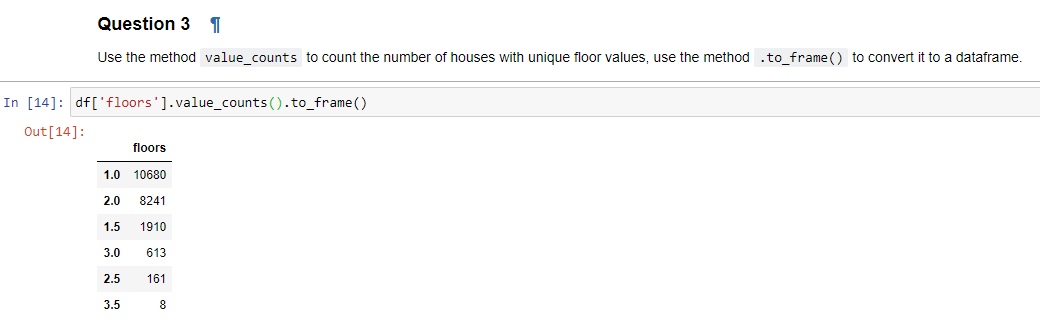 Question 3 ¶
Use the method value_counts to count the number of houses with unique floor values, use the method .to_frame() to convert it to a dataframe.
In [14]: df['floors'].value_counts().to_frame()
Out[14]:
floors
1.0 10680
2.0 8241
1.5 1910
3.0 613
2.5 161
3.5 8